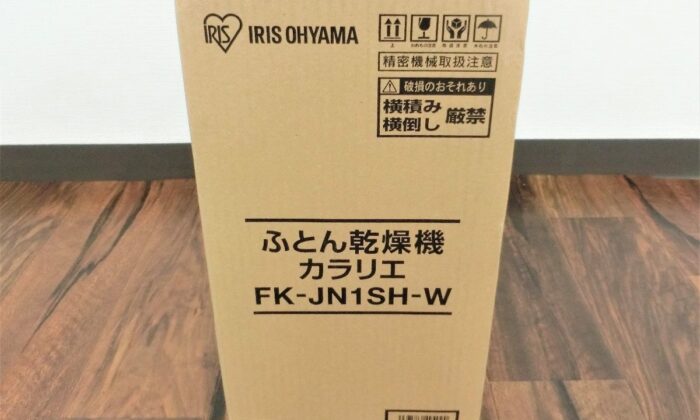 IRIS
IRIS OHYAMA
上
精密機械取扱注意
破損のおそれあり
横積み
横倒し
厳禁
ふとん乾燥機
カラリエ
FK-JN1SH-W